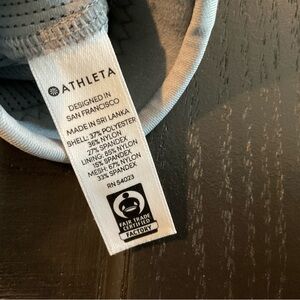 ATHLETA
DESIGNED IN
SAN FRANCISCO
MADE IN SRI LANKA
SHELL: 37% POLYESTER
36% NYLON
27% SPANDEX
LINING: 85% NYLON
15% SPANDEX
MESH: 67% NYLON
33% SPANDEX
RN 54023
FAIR TRADE
CERTIFIED
FACTORY